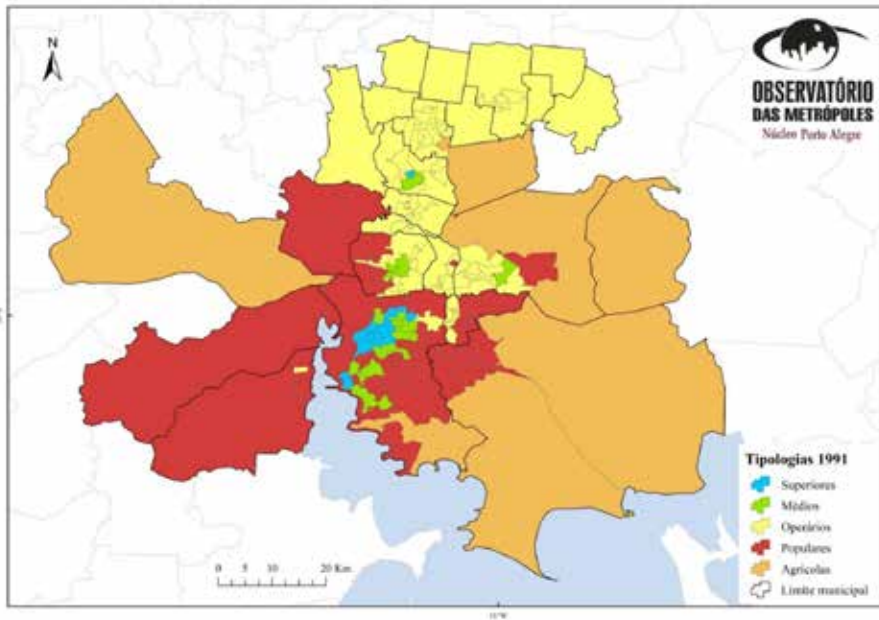 N
OBSERVATÓRIO
DAS METRÓPOLES
Núcleo Porto Alegre
Tipologias 1991
Superiores
Médios
Operários
Populares
Agrícolas
Limite municipal
0 5 10 20 Km